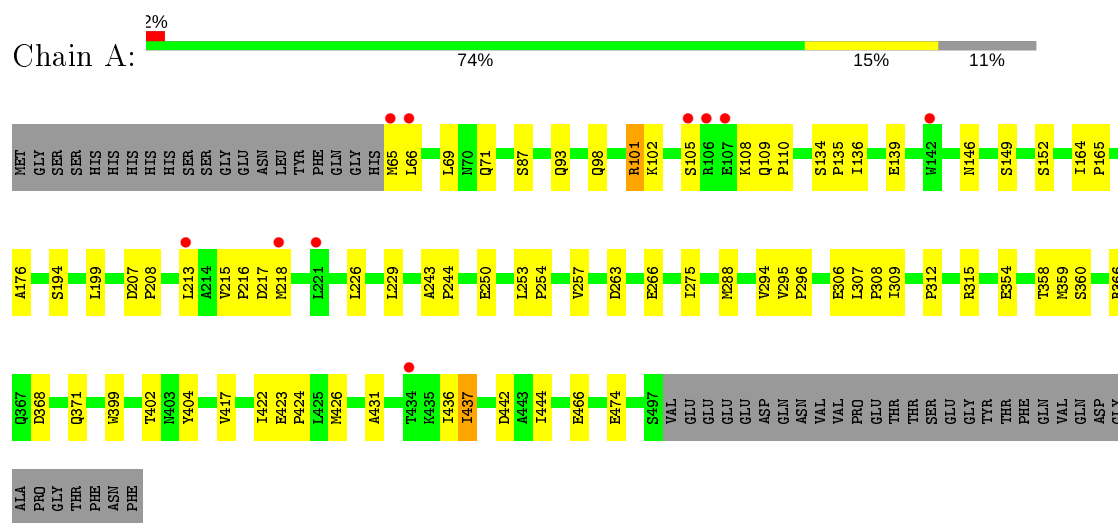 2%
Chain A:
74% 15% 11%
MET GLY SER SER HIS HIS HIS HIS HIS HIS SER SER GLY GLU ASN LEU TYR PHE GLN GLY HIS M65 L66 L69 N70 Q71 S87 Q93 Q98 R101 K102 S105 R106 E107 K108 Q109 P110 S134 P135 I136 E139 W142 N146 S149 S152 I164 P165
A176 S194 L199 D207 P208 L213 A214 V215 P216 D217 M218 L221 L226 L229 A243 P244 E250 L253 P254 V257 D263 E266 I275 M288 V294 V295 P296 E306 L307 P308 I309 P312 R315 E354 T358 M359 S360 R366
Q367 D368 Q371 W399 T402 N403 Y404 V417 I422 E423 P424 L425 M426 A431 T434 K435 I436 I437 D442 A443 I444 E466 E474 S497 VAL GLU GLU GLU GLU ASP GLN ASN VAL VAL PRO GLU THR THR SER GLU GLY TYR THR PHE GLN VAL GLN ASP GLY
ALA PRO GLY THR PHE ASN PHE